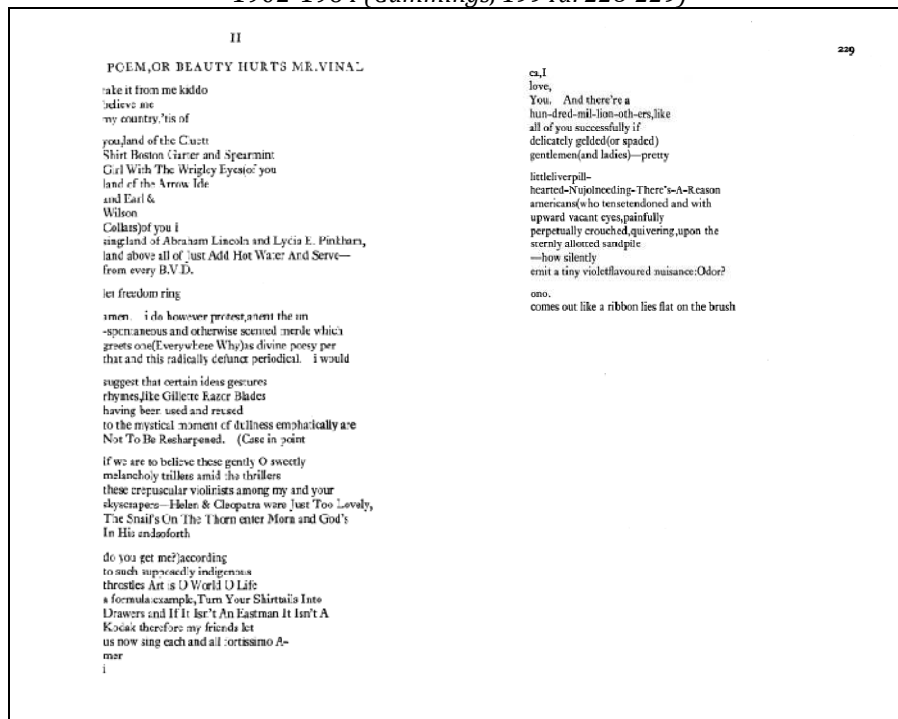 1962-1984 (Cummings, 1994a: 228-229)
II
POEM,OR BEAUTY HURTS MR.VINAL
take it from me kiddo
believe me
my country,'tis of
you,land of the Cluett
Shirt Boston Garter and Spearmint
Girl With The Wrigley Eyes(of you
land of the Arrow Ide
and Earl &
Wilson
Collars)of you i
sing:land of Abraham Lincoln and Lydia E. Pinkham,
land above all of Just Add Hot Water And Serve—
from every B.V.D.
let freedom ring
amen. i do however protest,anent the un
-spontaneous and otherwise scented merde which
greets one(Everywhere Why)as divine poesy per
that and this radically defunct periodical. i would
suggest that certain ideas gestures
rhymes,like Gillette Razor Blades
having been used and reused
to the mystical moment of dullness emphatically are
Not To Be Resharpened. (Case in point
if we are to believe these gently O sweetly
melancholy trillers amid the thrillers
these crepuscular violinists among my and your
skyscrapers—Helen & Cleopatra were Just Too Lovely,
The Snail's On The Thorn enter Morn and God's
In His andsoforth
do you get me?)according
to such supposedly indigenous
throstles Art is O World O Life
a formula:example,Turn Your Shirttails Into
Drawers and If It Isn't An Eastman It Isn't A
Kodak therefore my friends let
us now sing each and all fortissimo A-
mer
i
229
ca,I
love,
You. And there're a
hun-dred-mil-lion-oth-ers,like
all of you successfully if
delicately gelded(or spaded)
gentlemen(and ladies)—pretty
littleliverpill-
hearted-Nujolneeding-There's-A-Reason
americans(who tensetendoned and with
upward vacant eyes,painfully
perpetually crouched,quivering,upon the
sternly allotted sandpile
—how silently
emit a tiny violetflavoured nuisance:Odor?
ono.
comes out like a ribbon lies flat on the brush